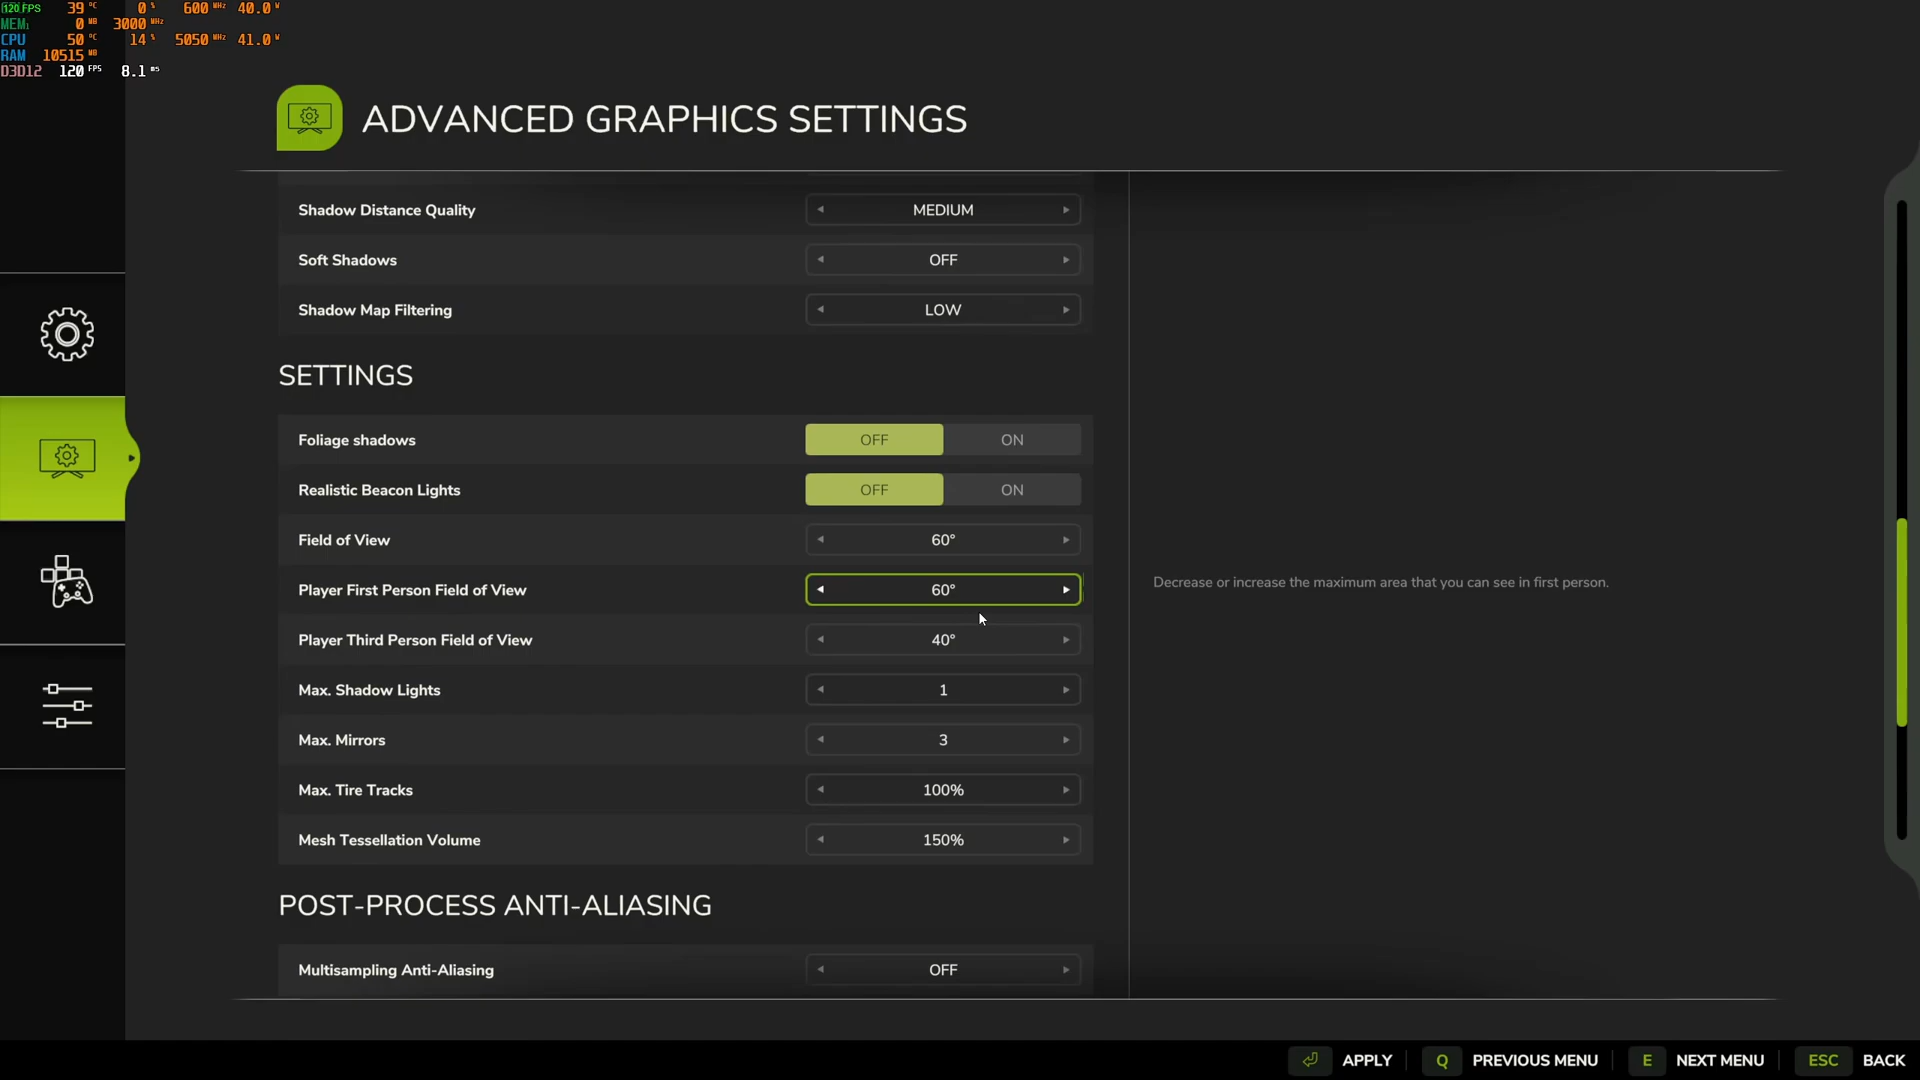 120 FPS 39 °C 0 % 600 MHz 40.0 W
MEM 0 MB 3000 MHz
CPU 50 °C 14 % 5050 MHz 41.0 W
RAM 10515 MB
D3D12 120 FPS 8.1 ms
ADVANCED GRAPHICS SETTINGS
Shadow Distance Quality MEDIUM
Soft Shadows OFF
Shadow Map Filtering LOW
SETTINGS
Foliage shadows OFF ON
Realistic Beacon Lights OFF ON
Field of View 60°
Player First Person Field of View 60°
Decrease or increase the maximum area that you can see in first person.
Player Third Person Field of View 40°
Max. Shadow Lights 1
Max. Mirrors 3
Max. Tire Tracks 100%
Mesh Tessellation Volume 150%
POST-PROCESS ANTI-ALIASING
Multisampling Anti-Aliasing OFF
APPLY Q PREVIOUS MENU E NEXT MENU ESC BACK